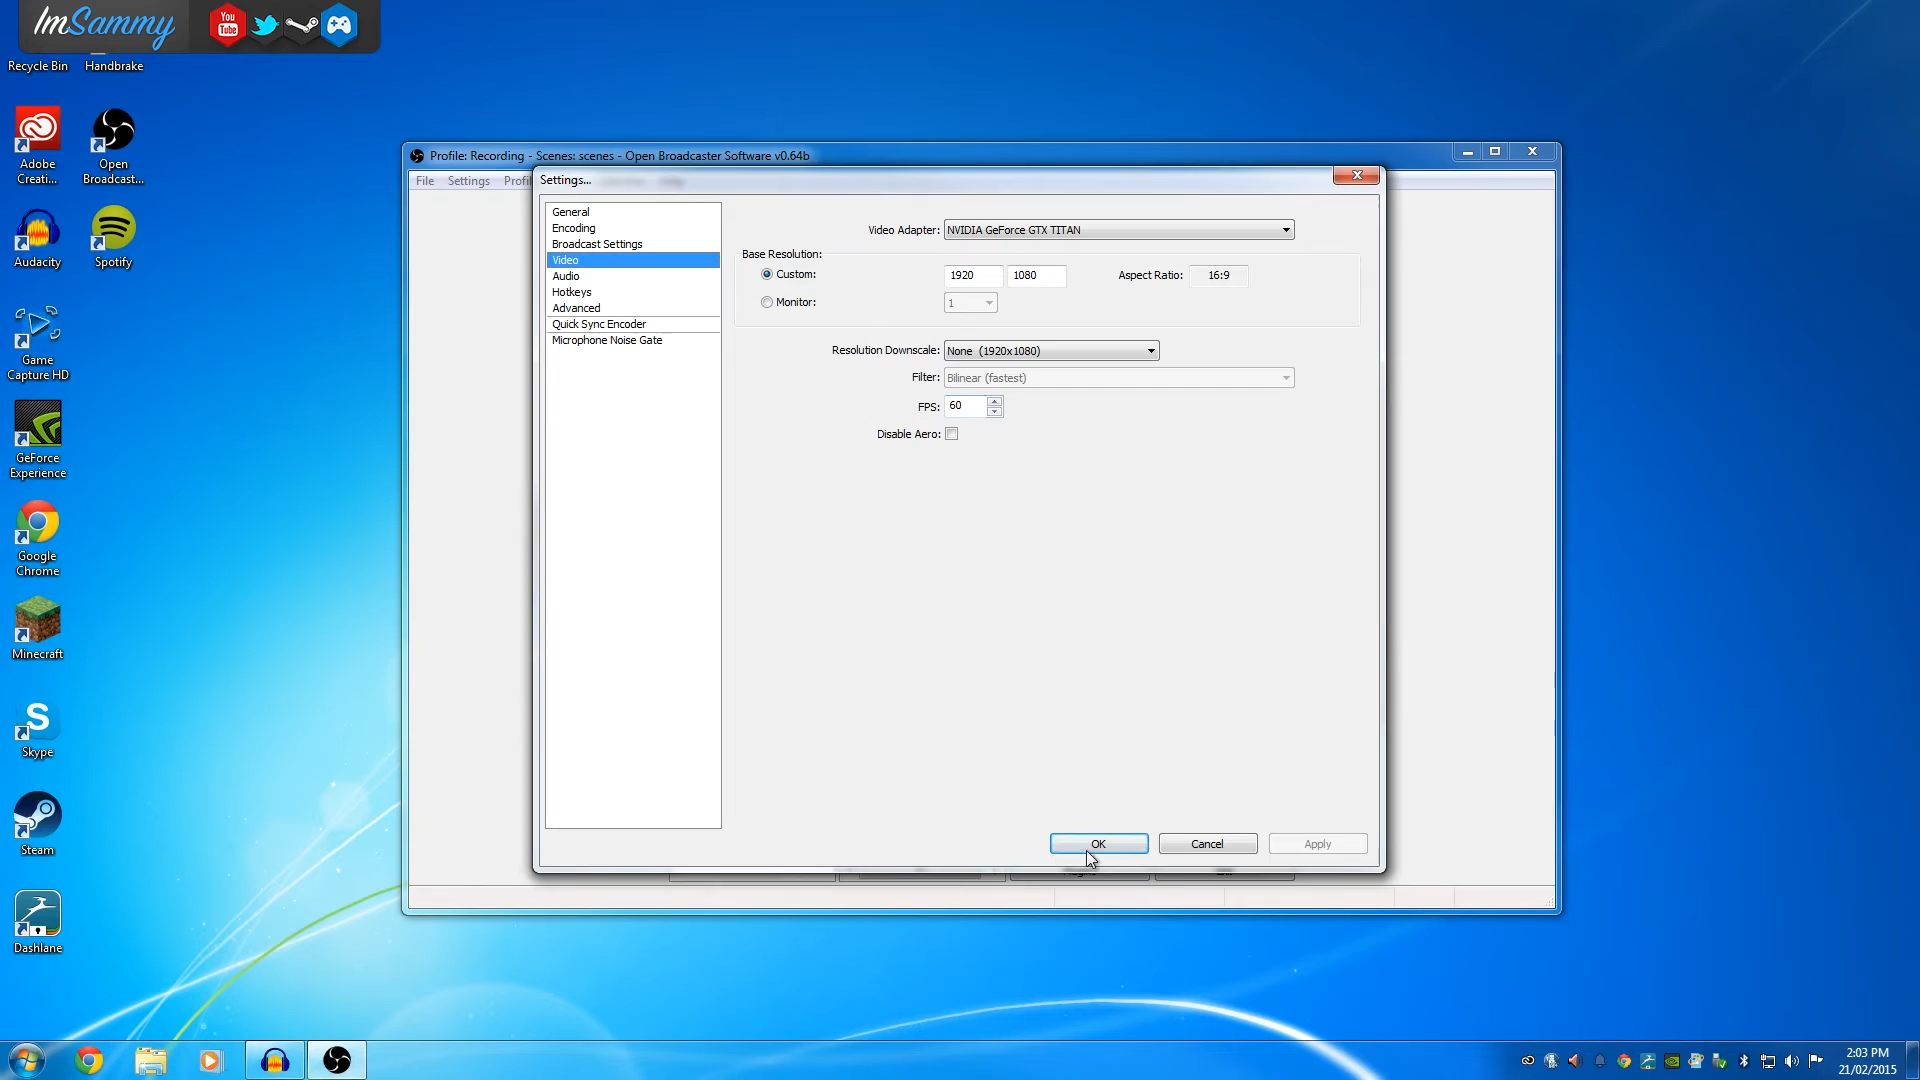 ImSammy
You
Tube
Recycle Bin
Handbrake
Adobe
Creati...
Open
Broadcast...
Audacity
Spotify
Game
Capture HD
GeForce
Experience
Google
Chrome
Minecraft
S
Skype
Steam
Dashlane
Profile: Recording - Scenes: scenes - Open Broadcaster Software v0.64b
File Settings Profil
Settings...
General
Encoding
Broadcast Settings
Video
Audio
Hotkeys
Advanced
Quick Sync Encoder
Microphone Noise Gate
Video Adapter: NVIDIA GeForce GTX TITAN
Base Resolution:
Custom: 1920 1080 Aspect Ratio: 16:9
Monitor: 1
Resolution Downscale: None (1920x1080)
Filter: Bilinear (fastest)
FPS: 60
Disable Aero:
OK Cancel Apply
2:03 PM
21/02/2015